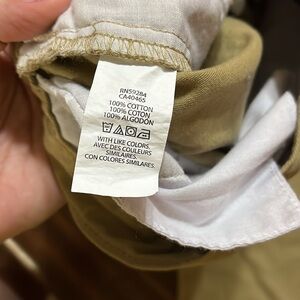 RN59284
CA40465
100% COTTON
100% COTON
100% ALGODÓN
WITH LIKE COLORS.
AVEC DES COULEURS
SIMILAIRES.
CON COLORES SIMILARES.